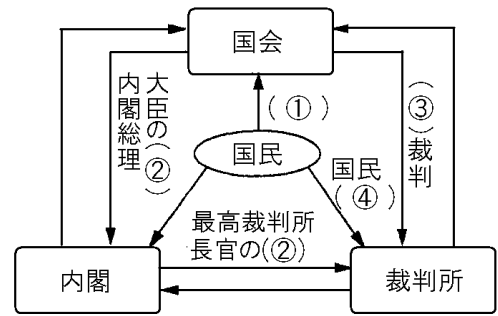 国会
大臣の(②)
内閣総理
(①)
(③)裁判
国民
国民
(④)
最高裁判所
長官の(②)
内閣
裁判所